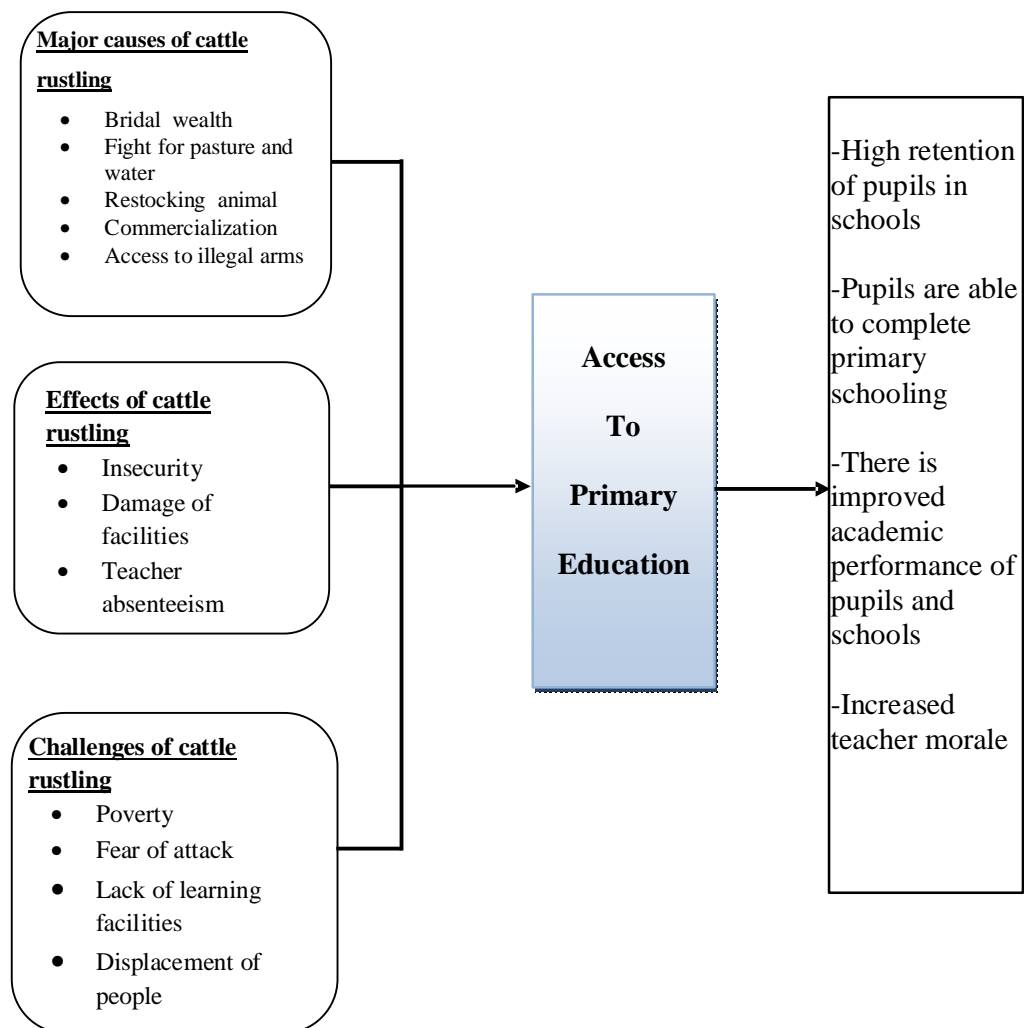 Major causes of cattle
rustling
• Bridal wealth
• Fight for pasture and
water
• Restocking animal
• Commercialization
• Access to illegal arms
Effects of cattle
rustling
• Insecurity
• Damage of
facilities
• Teacher
absenteeism
Challenges of cattle
rustling
• Poverty
• Fear of attack
• Lack of learning
facilities
• Displacement of
people
Access
To
Primary
Education
-High retention
of pupils in
schools
-Pupils are able
to complete
primary
schooling
-There is
improved
academic
performance of
pupils and
schools
-Increased
teacher morale